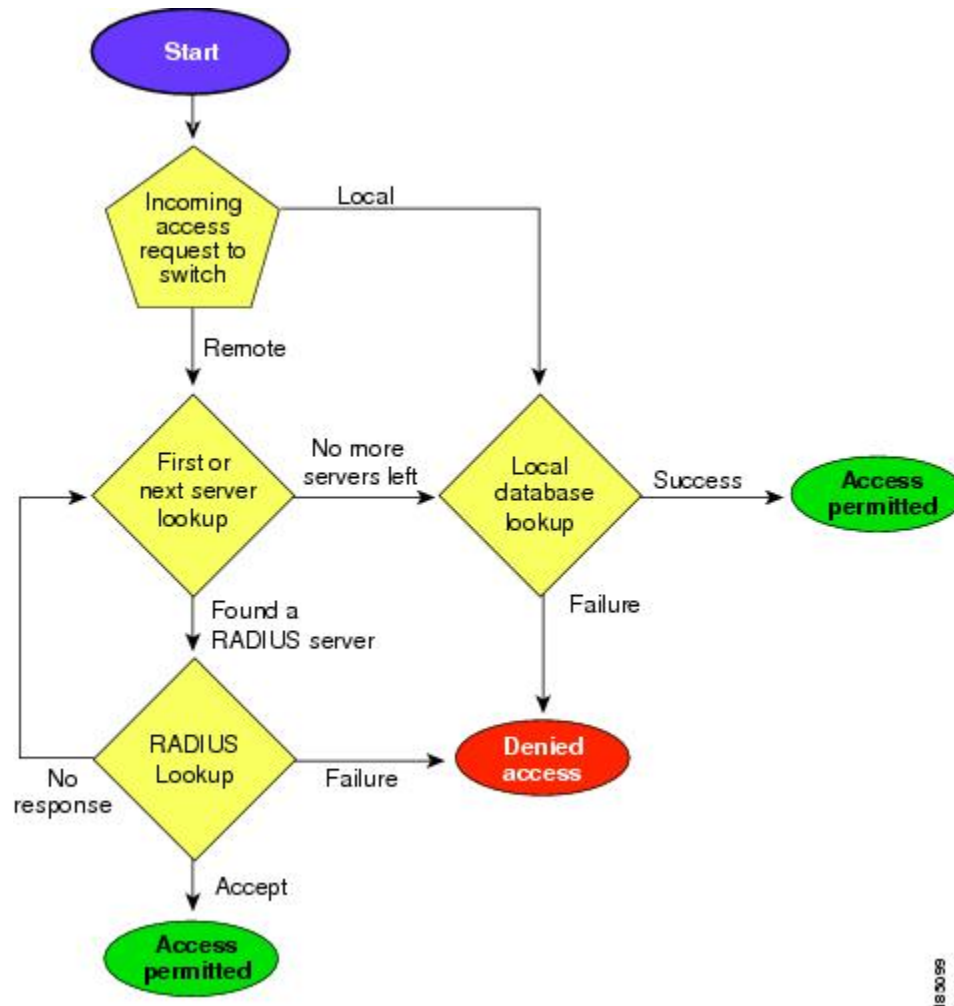 Start
Incoming
access
request to
switch
Local
Remote
First or
next server
lookup
No more
servers left
Local
database
lookup
Success
Access
permitted
Found a
RADIUS server
Failure
RADIUS
Lookup
No
response
Failure
Denied
access
Accept
Access
permitted
185099